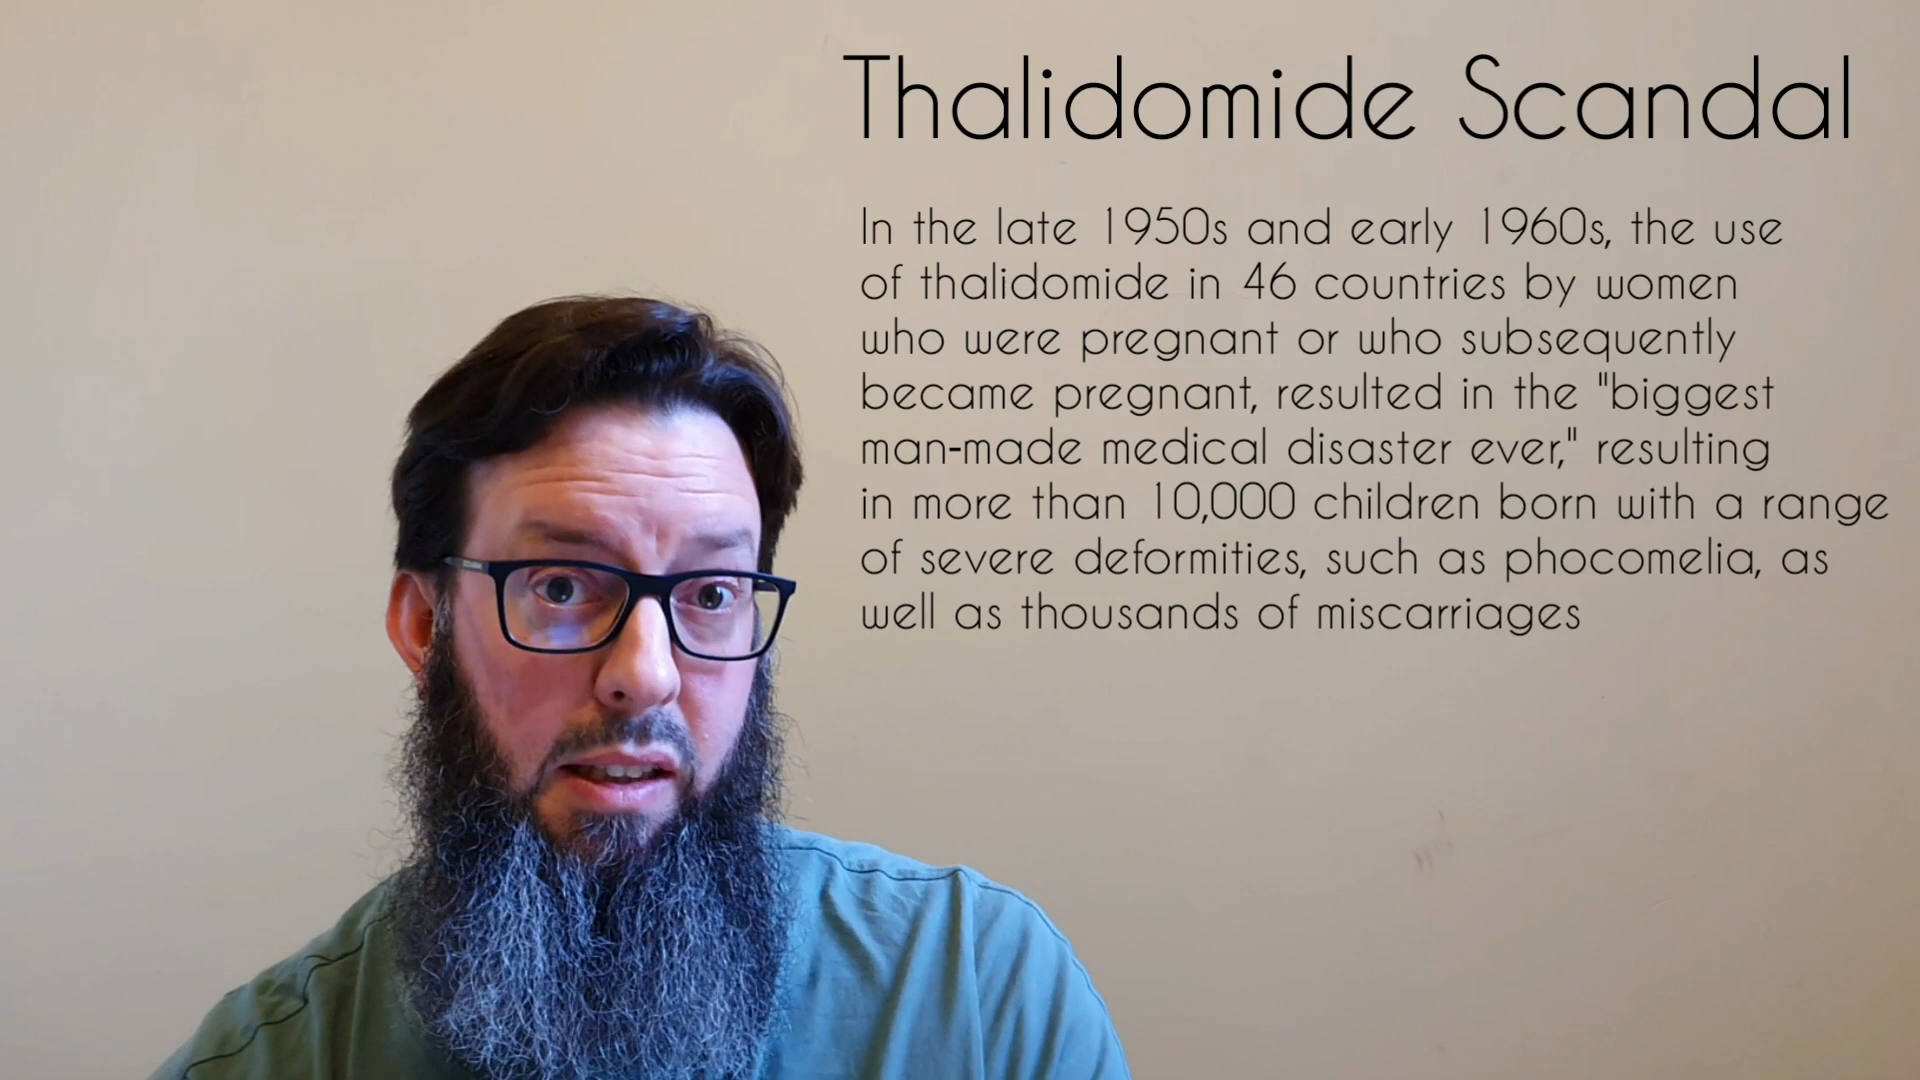 Thalidomide Scandal
In the late 1950s and early 1960s, the use
of thalidomide in 46 countries by women
who were pregnant or who subsequently
became pregnant, resulted in the "biggest
man-made medical disaster ever," resulting
in more than 10,000 children born with a range
of severe deformities, such as phocomelia, as
well as thousands of miscarriages